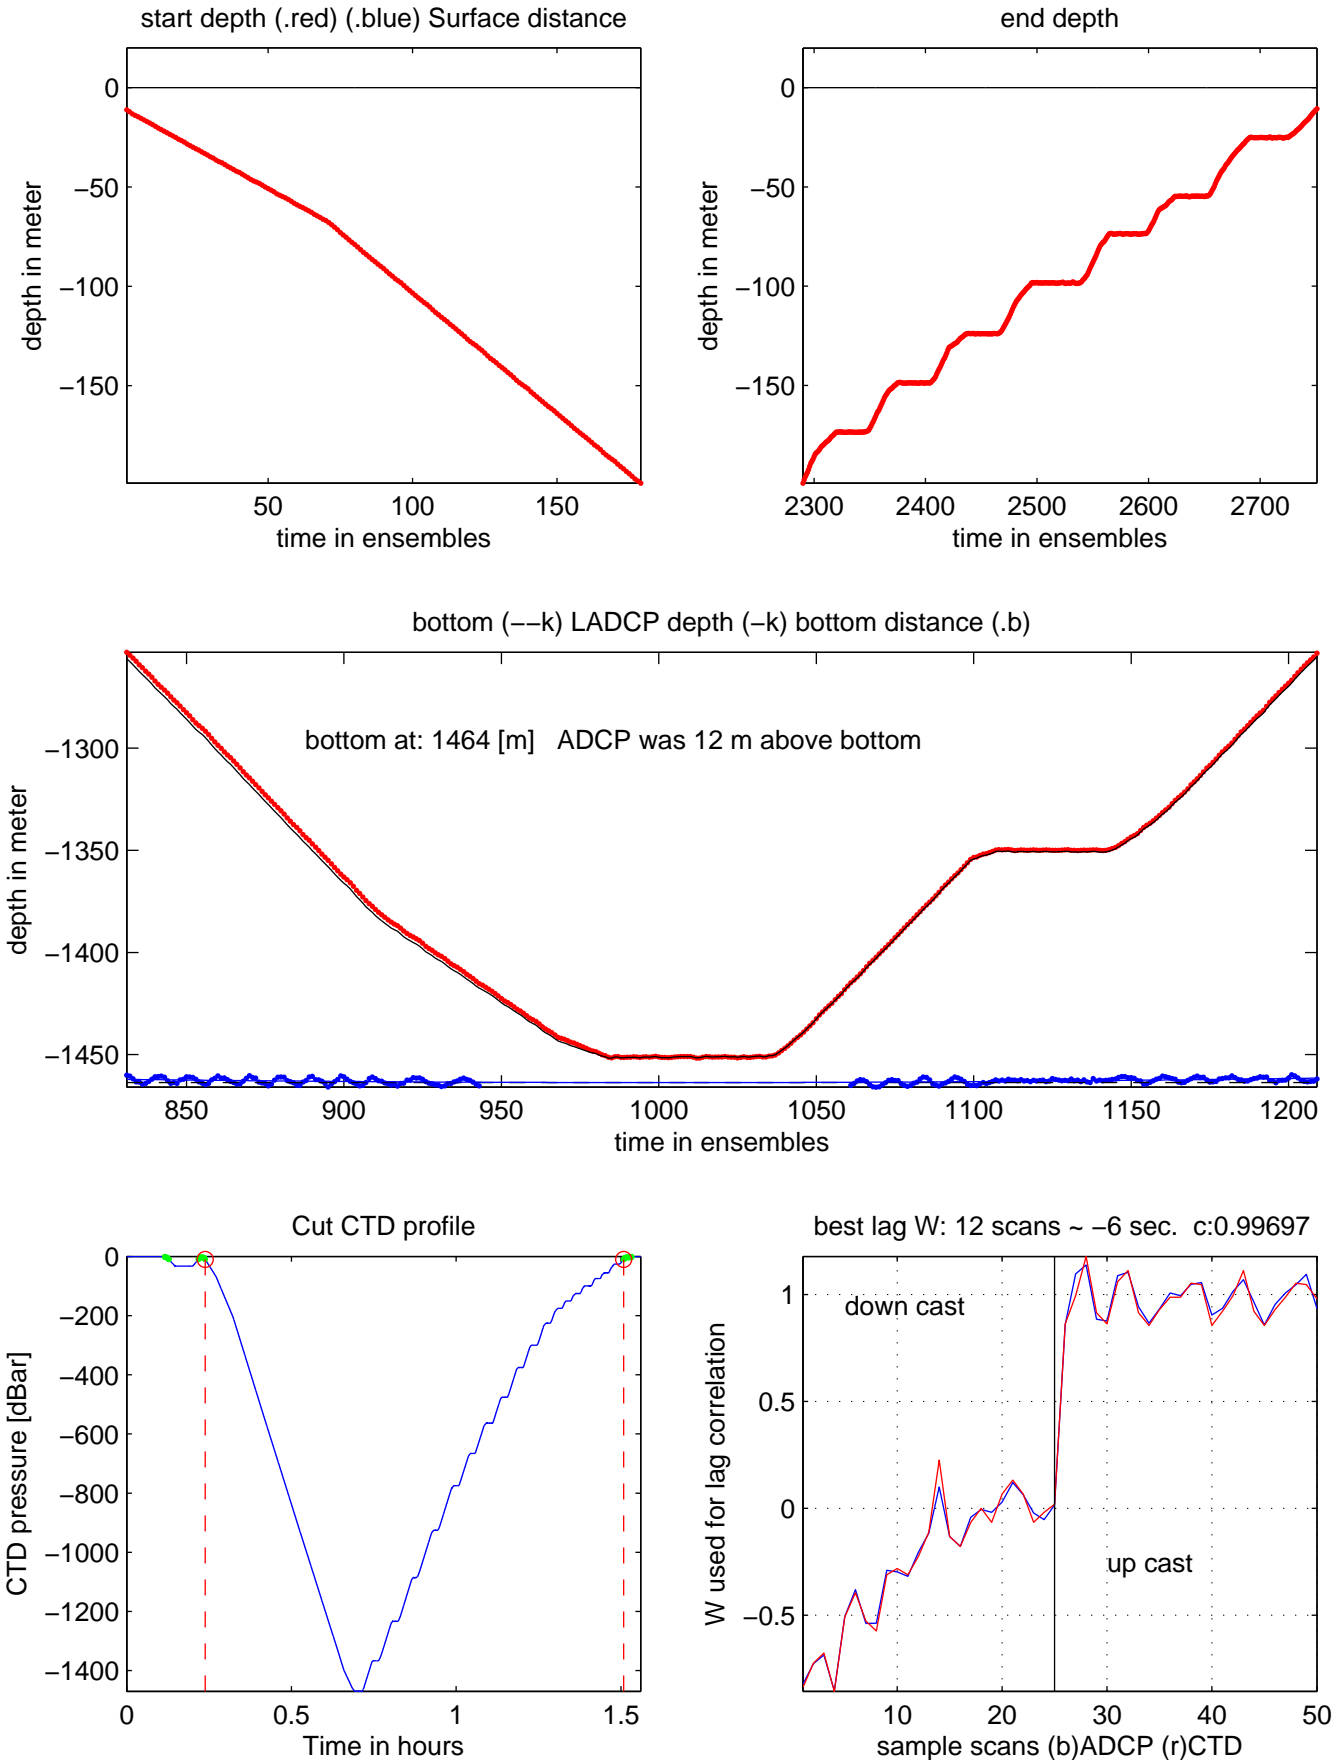 start depth (.red) (.blue) Surface distance
0
−50
−100
−150
depth in meter
50 100 150
time in ensembles
end depth
0
−50
−100
−150
depth in meter
2300 2400 2500 2600 2700
time in ensembles
bottom (−−k) LADCP depth (−k) bottom distance (.b)
bottom at: 1464 [m] ADCP was 12 m above bottom
−1300
−1350
−1400
−1450
depth in meter
850 900 950 1000 1050 1100 1150 1200
time in ensembles
Cut CTD profile
0
−200
−400
−600
−800
−1000
−1200
−1400
CTD pressure [dBar]
0 0.5 1 1.5
Time in hours
best lag W: 12 scans ~ −6 sec. c:0.99697
1
0.5
0
−0.5
W used for lag correlation
down cast
up cast
10 20 30 40 50
sample scans (b)ADCP (r)CTD